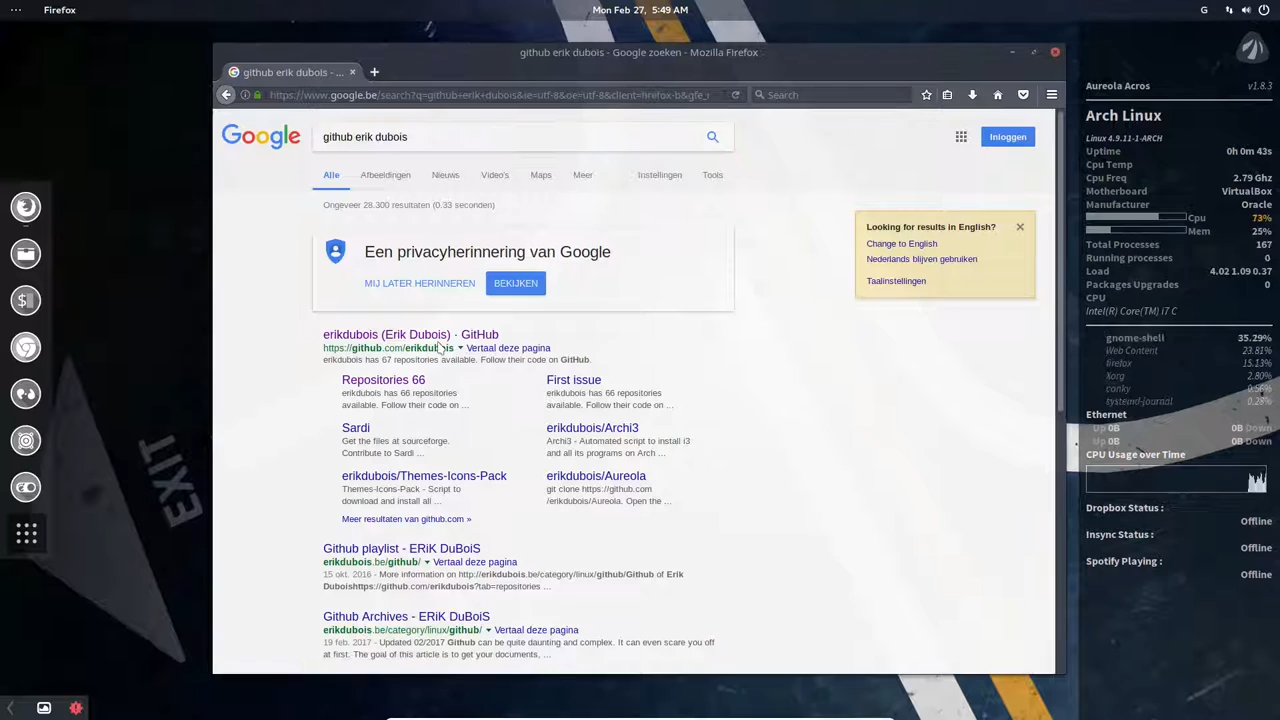 Firefox
Mon Feb 27, 5:49 AM
G
github erik dubois - Google zoeken - Mozilla Firefox
github erik dubois - ...
https://www.google.be/search?q=github+erik+dubois&ie=utf-8&oe=utf-8&client=firefox-b&gfe_r
Search
Google
github erik dubois
Inloggen
Alle Afbeeldingen Nieuws Video's Maps Meer Instellingen Tools
Ongeveer 28.300 resultaten (0.33 seconden)
Een privacyherinnering van Google
MIJ LATER HERINNEREN BEKIJKEN
Looking for results in English?
Change to English
Nederlands blijven gebruiken
Taalinstellingen
erikdubois (Erik Dubois) · GitHub
https://github.com/erikdubois Vertaal deze pagina
erikdubois has 67 repositories available. Follow their code on GitHub.
Repositories 66
erikdubois has 66 repositories
available. Follow their code on ...
First issue
erikdubois has 66 repositories
available. Follow their code on ...
Sardi
Get the files at sourceforge.
Contribute to Sardi ...
erikdubois/Archi3
Archi3 - Automated script to install i3
and all its programs on Arch ...
erikdubois/Themes-Icons-Pack
Themes-Icons-Pack - Script to
download and install all ...
erikdubois/Aureola
git clone https://github.com
/erikdubois/Aureola. Open the ...
Meer resultaten van github.com »
Github playlist - ERiK DuBoiS
erikdubois.be/github/ Vertaal deze pagina
15 okt. 2016 - More information on http://erikdubois.be/category/linux/github/Github of Erik
Duboishttps://github.com/erikdubois?tab=repositories ...
Github Archives - ERiK DuBoiS
erikdubois.be/category/linux/github/ Vertaal deze pagina
19 feb. 2017 - Updated 02/2017 Github can be quite daunting and complex. It can even scare you off
at first. The goal of this article is to get your documents, ...
EXIT
Aureola Acros v1.8.3
Arch Linux
Linux 4.9.11-1-ARCH
Uptime 0h 0m 43s
Cpu Temp
Cpu Freq 2.79 Ghz
Motherboard VirtualBox
Manufacturer Oracle
Cpu 73%
Mem 25%
Total Processes 167
Running processes 0
Load 4.02 1.09 0.37
Packages Upgrades 0
CPU
Intel(R) Core(TM) i7 C
gnome-shell 35.29%
Web Content 23.81%
firefox 15.13%
Xorg 2.80%
conky 0.56%
systemd-journal 0.28%
Ethernet
Up 0B 0B Down
Up 0B 0B Down
CPU Usage over Time
Dropbox Status :
Offline
Insync Status :
Offline
Spotify Playing :
Offline